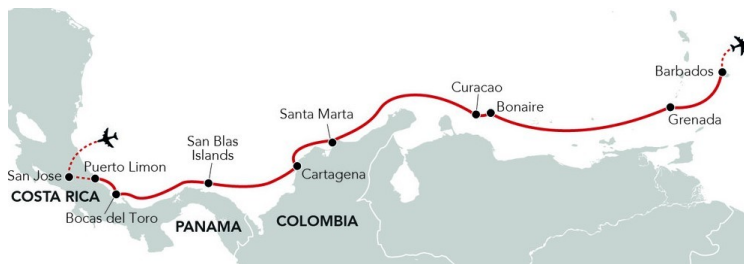 Barbados
Curacao
Bonaire
Santa Marta
Grenada
San Blas
Islands
Puerto Limon
San Jose
Cartagena
COSTA RICA
Bocas del Toro
PANAMA
COLOMBIA